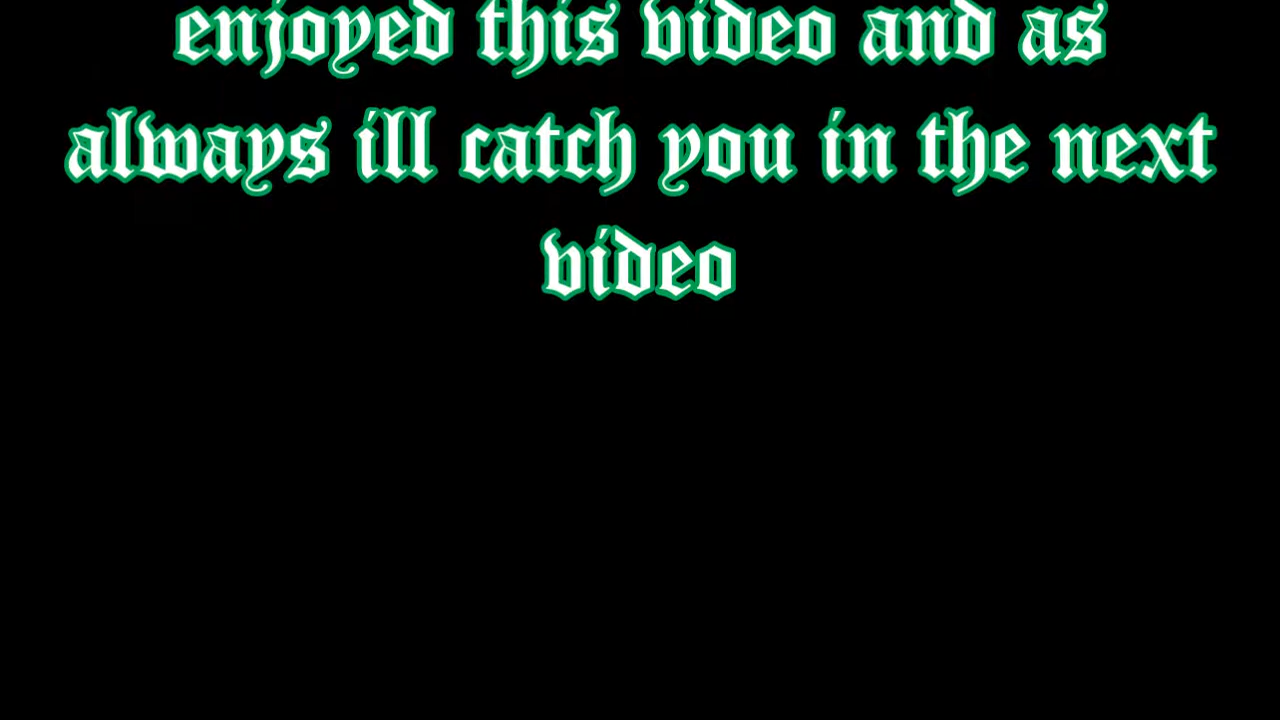 enjoyed this video and as
always ill catch you in the next
video